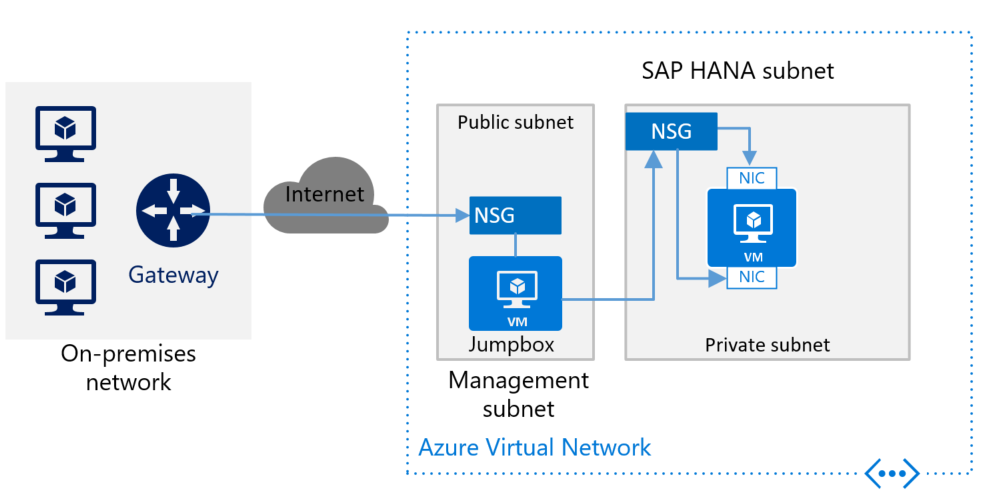 SAP HANA subnet
Public subnet
NSG
NIC
VM
NIC
Private subnet
Internet
NSG
VM
Jumpbox
Management
subnet
Gateway
On-premises
network
Azure Virtual Network